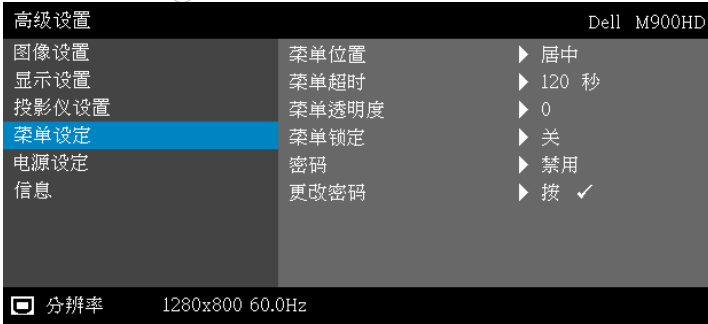 高级设置 Dell M900HD
图像设置 菜单位置 居中
显示设置 菜单超时 120 秒
投影仪设置 菜单透明度 0
菜单设定 菜单锁定 关
电源设定 密码 禁用
信息 更改密码 按 ✓
分辨率 1280x800 60.0Hz